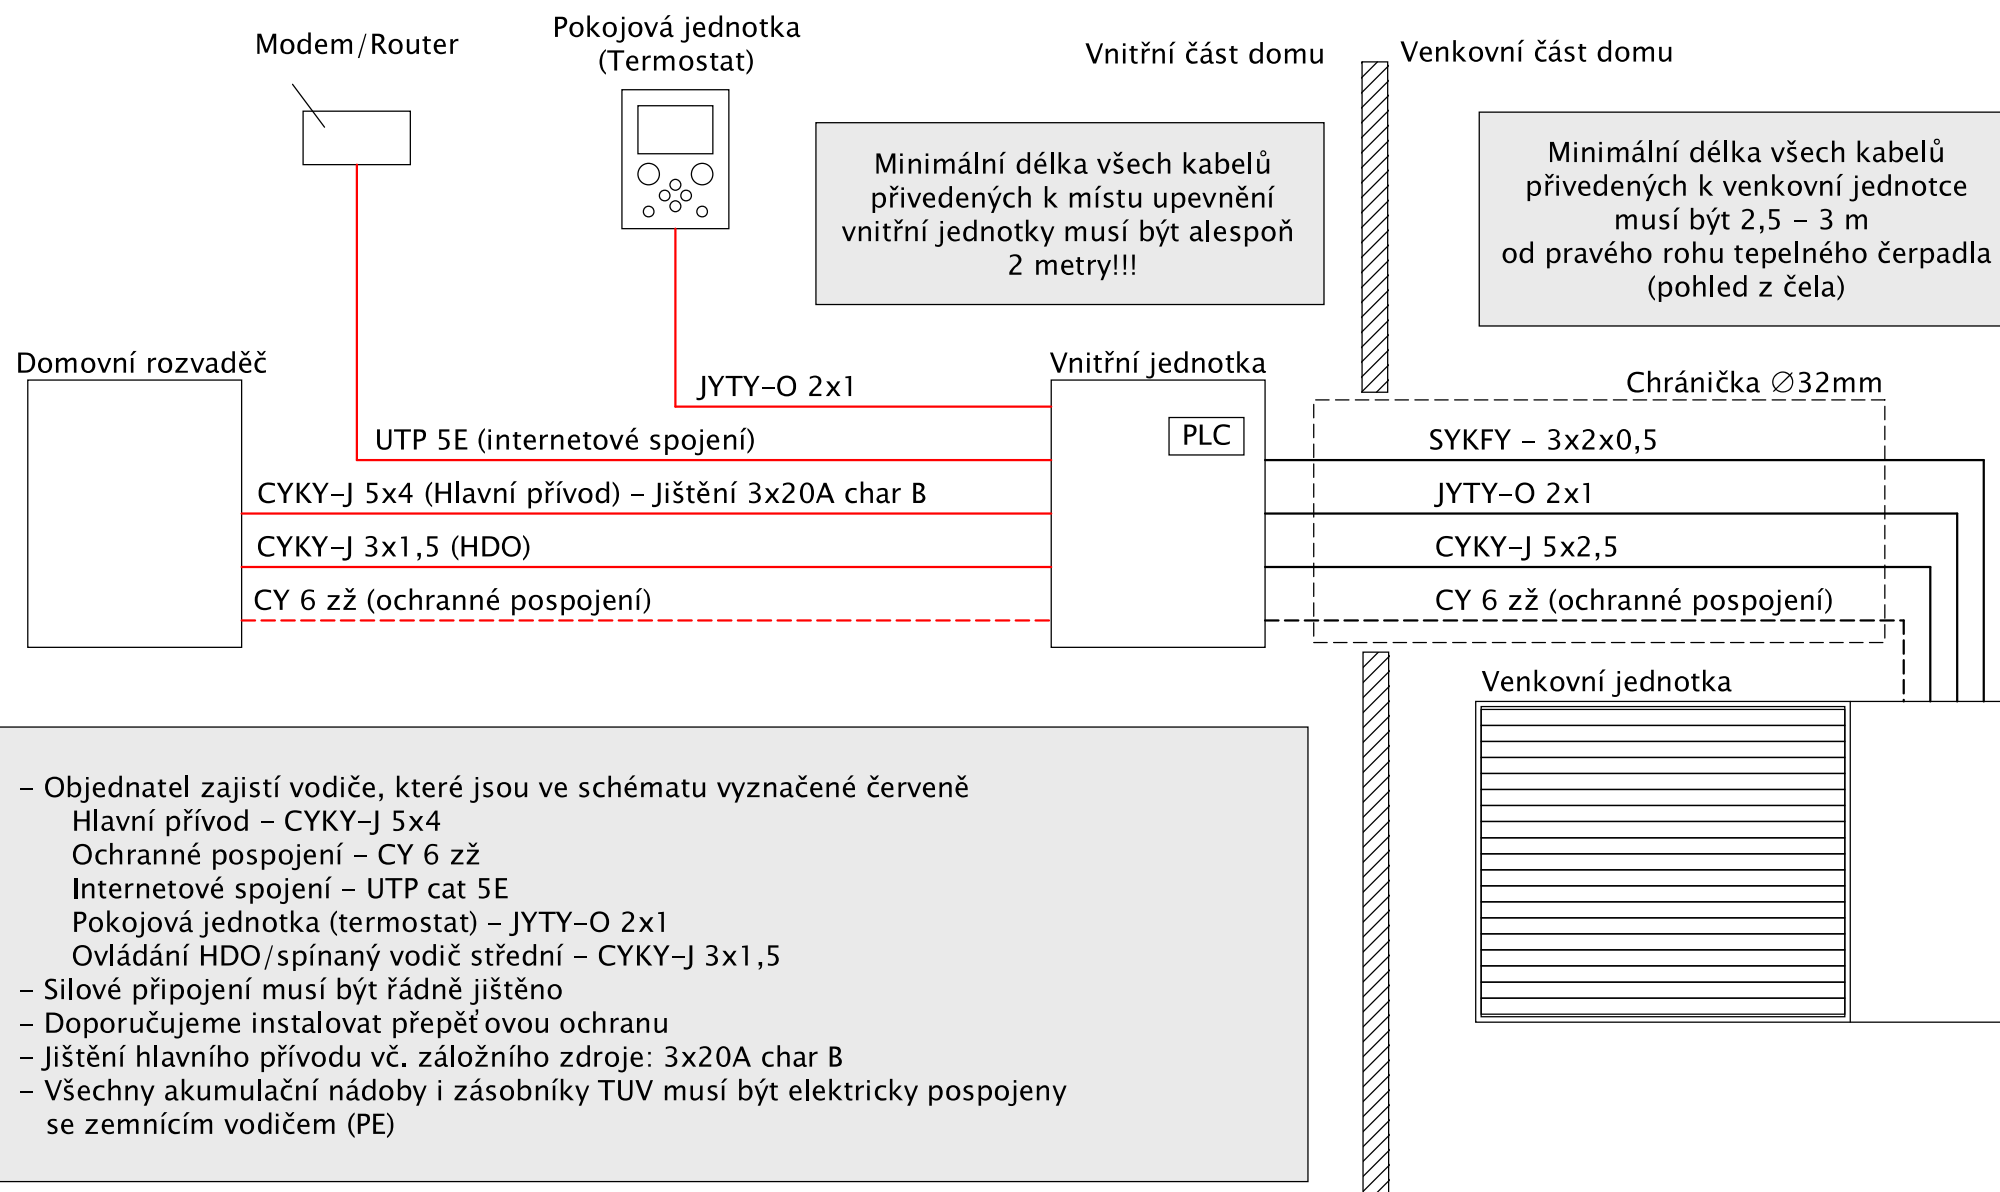 Modem/Router
Pokojová jednotka
(Termostat)
Vnitřní část domu
Venkovní část domu
Minimální délka všech kabelů
přivedených k místu upevnění
vnitřní jednotky musí být alespoň
2 metry!!!
Minimální délka všech kabelů
přivedených k venkovní jednotce
musí být 2,5 – 3 m
od pravého rohu tepelného čerpadla
(pohled z čela)
Domovní rozvaděč
Vnitřní jednotka
Chránička ∅32mm
JYTY–O 2x1
PLC
UTP 5E (internetové spojení)
SYKFY – 3x2x0,5
CYKY–J 5x4 (Hlavní přívod) – Jištění 3x20A char B
JYTY–O 2x1
CYKY–J 3x1,5 (HDO)
CYKY–J 5x2,5
CY 6 zž (ochranné pospojení)
CY 6 zž (ochranné pospojení)
Venkovní jednotka
– Objednatel zajistí vodiče, které jsou ve schématu vyznačené červeně
Hlavní přívod – CYKY–J 5x4
Ochranné pospojení – CY 6 zž
Internetové spojení – UTP cat 5E
Pokojová jednotka (termostat) – JYTY–O 2x1
Ovládání HDO/spínaný vodič střední – CYKY–J 3x1,5
– Silové připojení musí být řádně jištěno
– Doporučujeme instalovat přepěťovou ochranu
– Jištění hlavního přívodu vč. záložního zdroje: 3x20A char B
– Všechny akumulační nádoby i zásobníky TUV musí být elektricky pospojeny
se zemnícím vodičem (PE)